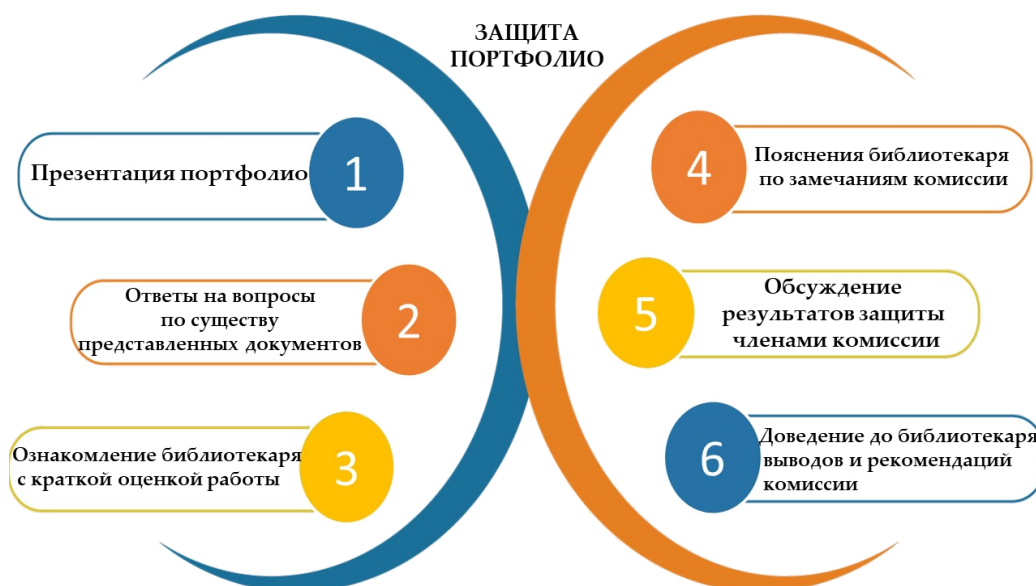 ЗАЩИТА
ПОРТФОЛИО
Презентация портфолио
1
Ответы на вопросы
по существу
представленных документов
2
Ознакомление библиотекаря
с краткой оценкой работы
3
4
Пояснения библиотекаря
по замечаниям комиссии
5
Обсуждение
результатов защиты
членами комиссии
6
Доведение до библиотекаря
выводов и рекомендаций
комиссии